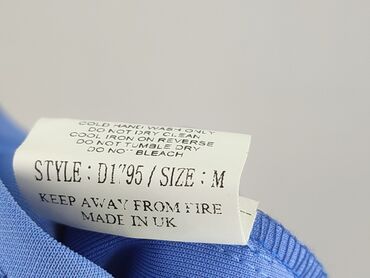 COLD HAND WASH ONLY
DO NOT DRY CLEAN
COOL IRON ON REVERSE
DO NOT TUMBLE DRY
DO NOT BLEACH
STYLE : D1795 / SIZE : M
KEEP AWAY FROM FIRE
MADE IN UK